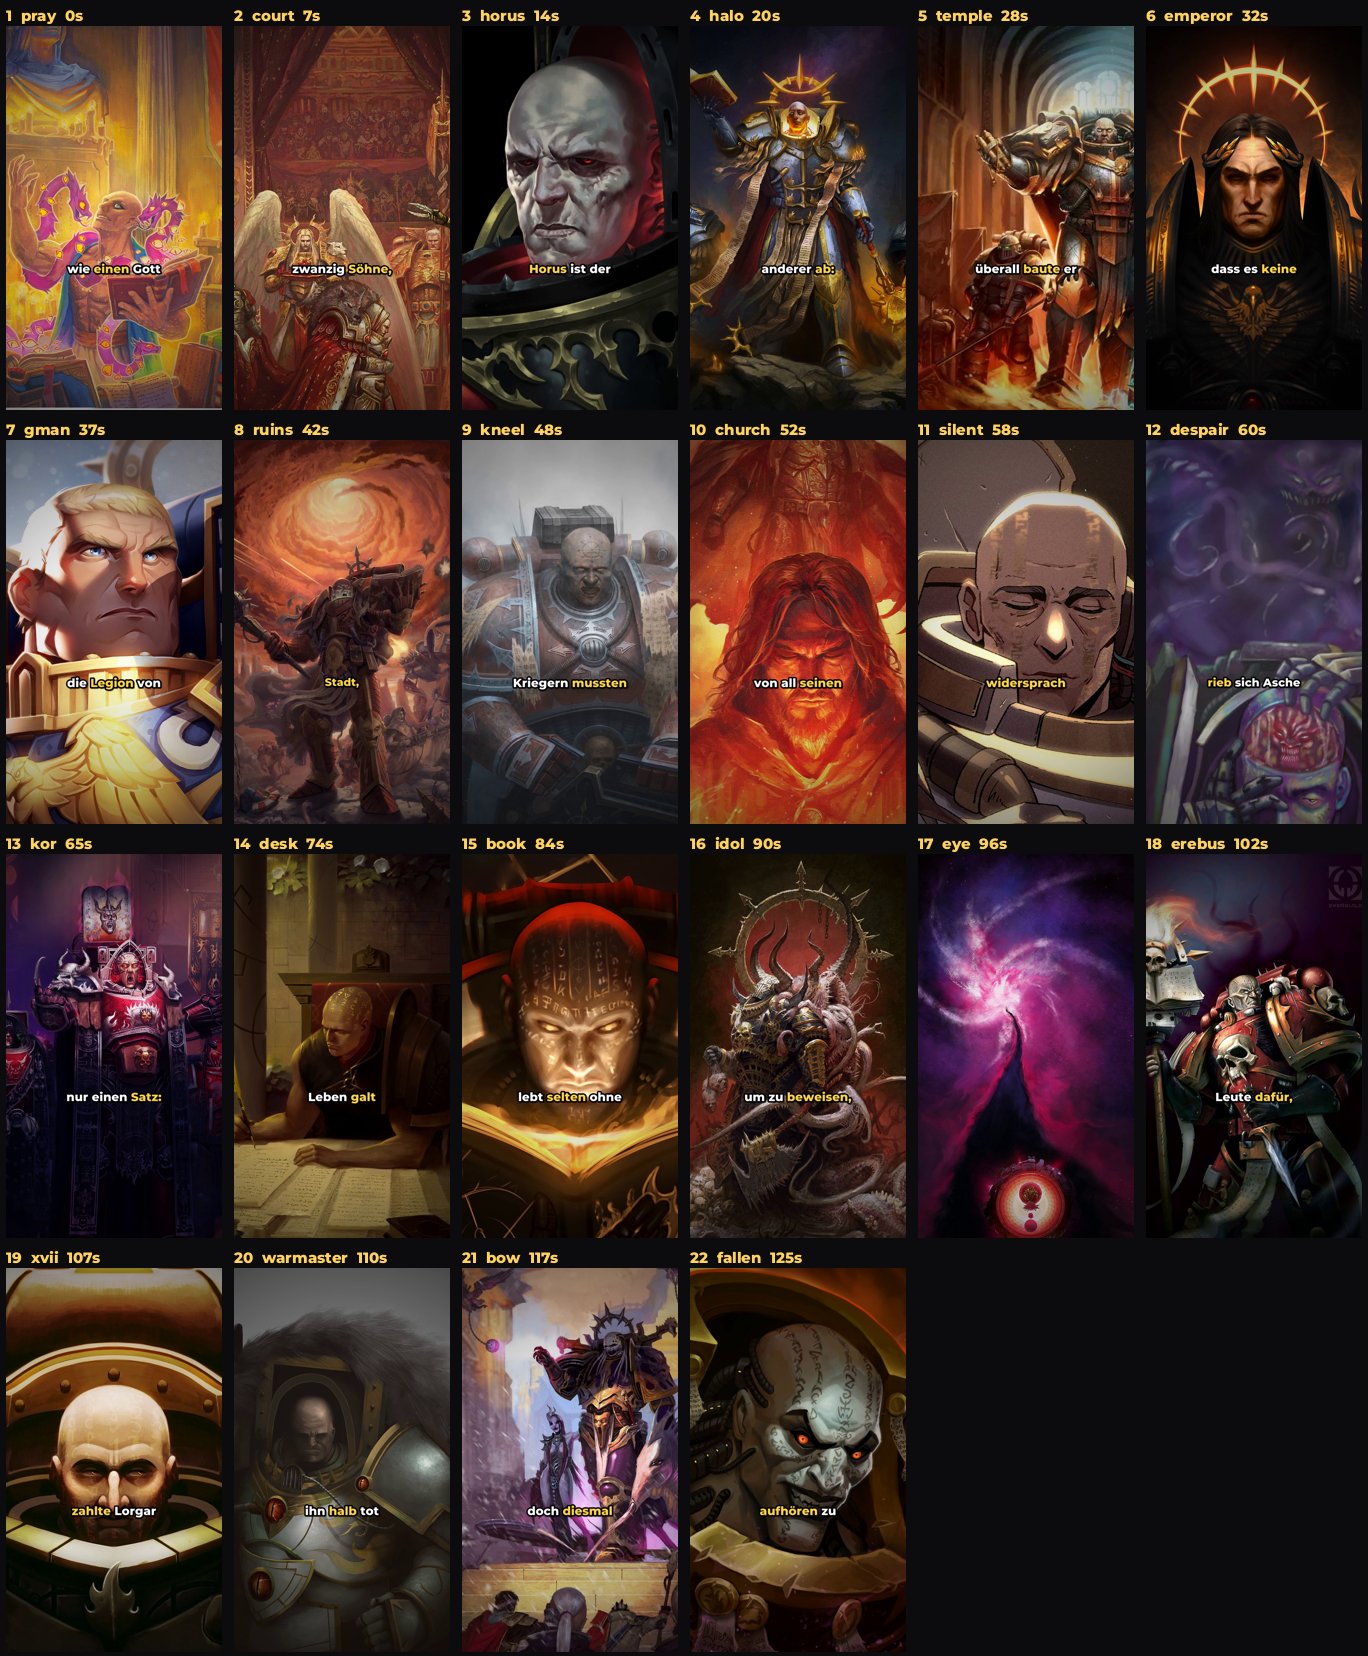 1 pray 0s
wie einen Gott
2 court 7s
zwanzig Söhne,
3 horus 14s
Horus ist der
4 halo 20s
anderer ab:
5 temple 28s
überall baute er
6 emperor 32s
dass es keine
7 gman 37s
die Legion von
8 ruins 42s
Stadt,
9 kneel 48s
Kriegern mussten
10 church 52s
von all seinen
11 silent 58s
widersprach
12 despair 60s
rieb sich Asche
13 kor 65s
nur einen Satz:
14 desk 74s
Leben galt
15 book 84s
lebt selten ohne
16 idol 90s
um zu beweisen,
17 eye 96s
18 erebus 102s
Leute dafür,
19 xvii 107s
zahlte Lorgar
20 warmaster 110s
ihn halb tot
21 bow 117s
doch diesmal
22 fallen 125s
aufhören zu